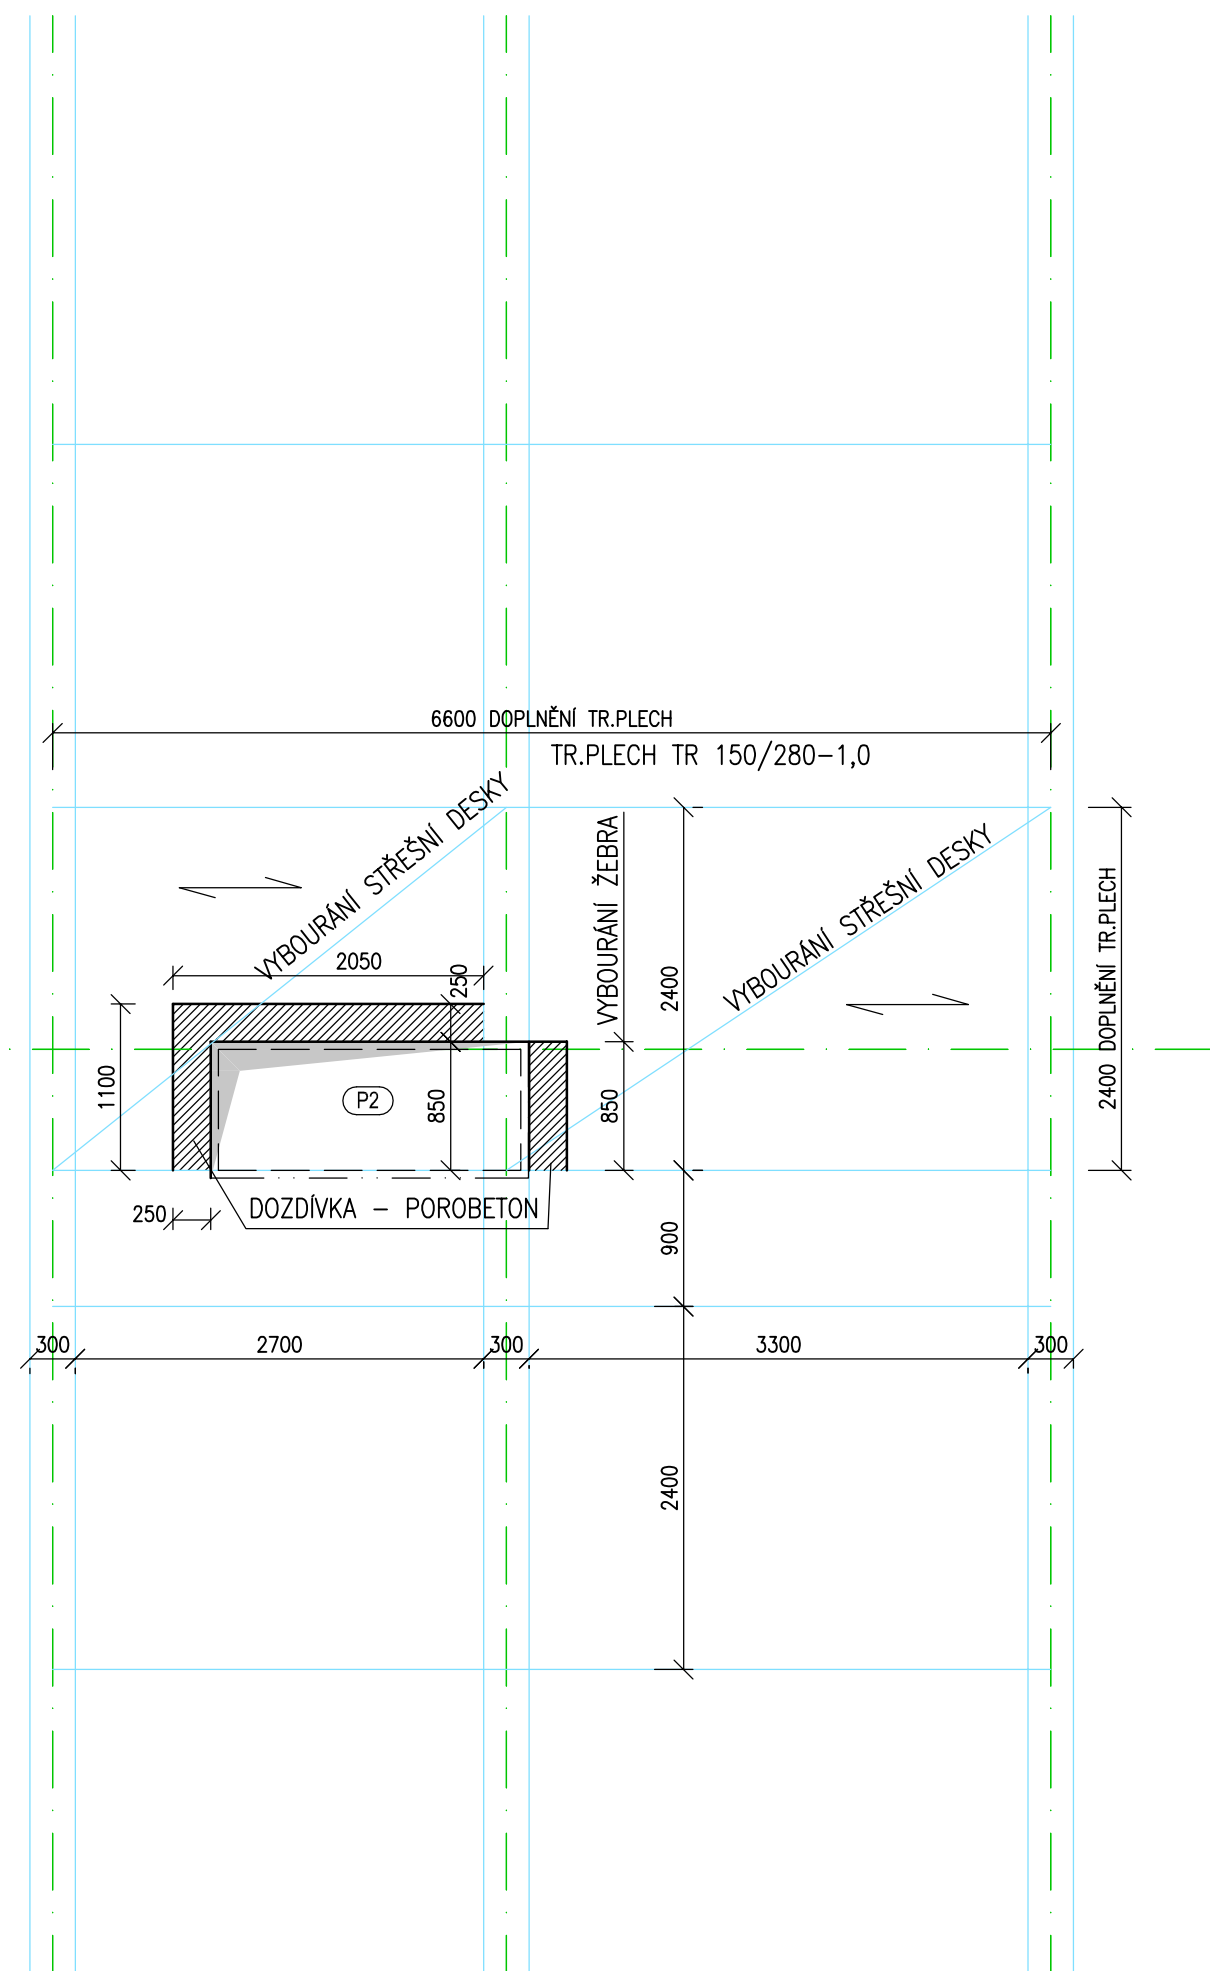 6600 DOPLNĚNÍ TR.PLECH
TR.PLECH TR 150/280-1,0
VYBOURÁNÍ STŘEŠNÍ DESKY
VYBOURÁNÍ ŽEBRA
VYBOURÁNÍ STŘEŠNÍ DESKY
2400
2400 DOPLNĚNÍ TR.PLECH
2050
250
1100
P2
850
850
250
DOZDÍVKA - POROBETON
900
300
2700
300
3300
300
2400